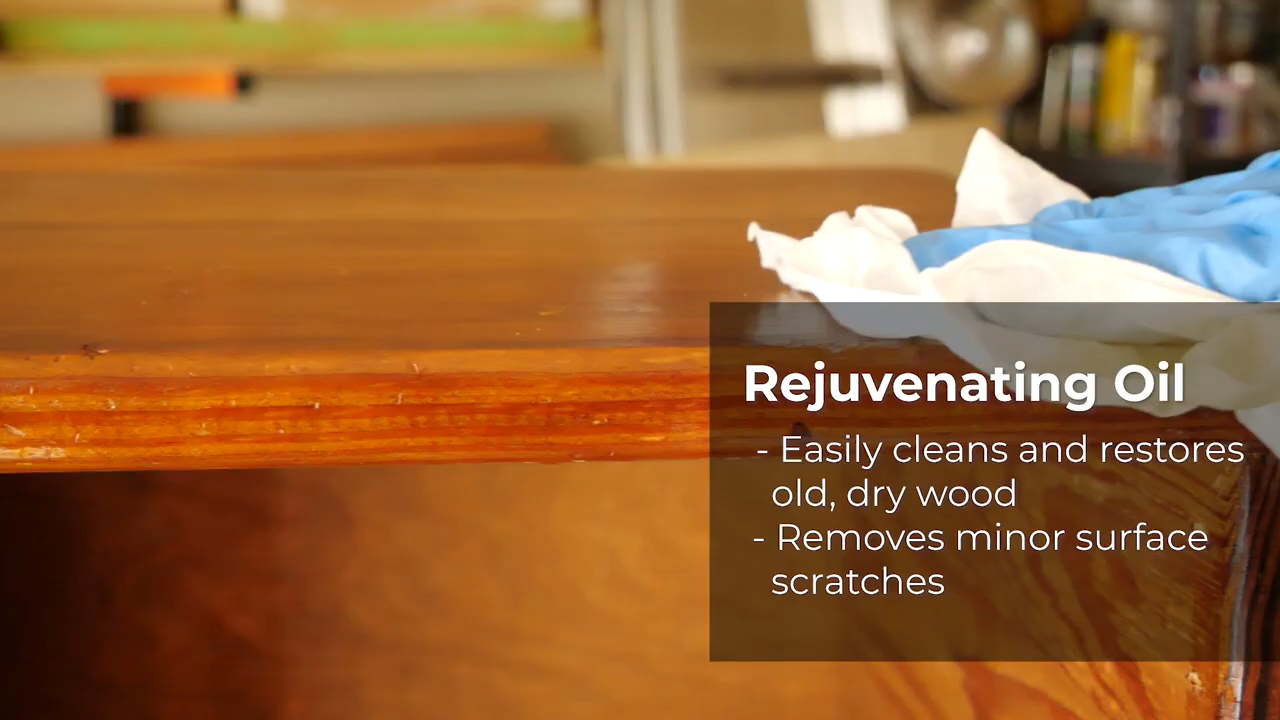 Rejuvenating Oil
- Easily cleans and restores
old, dry wood
- Removes minor surface
scratches